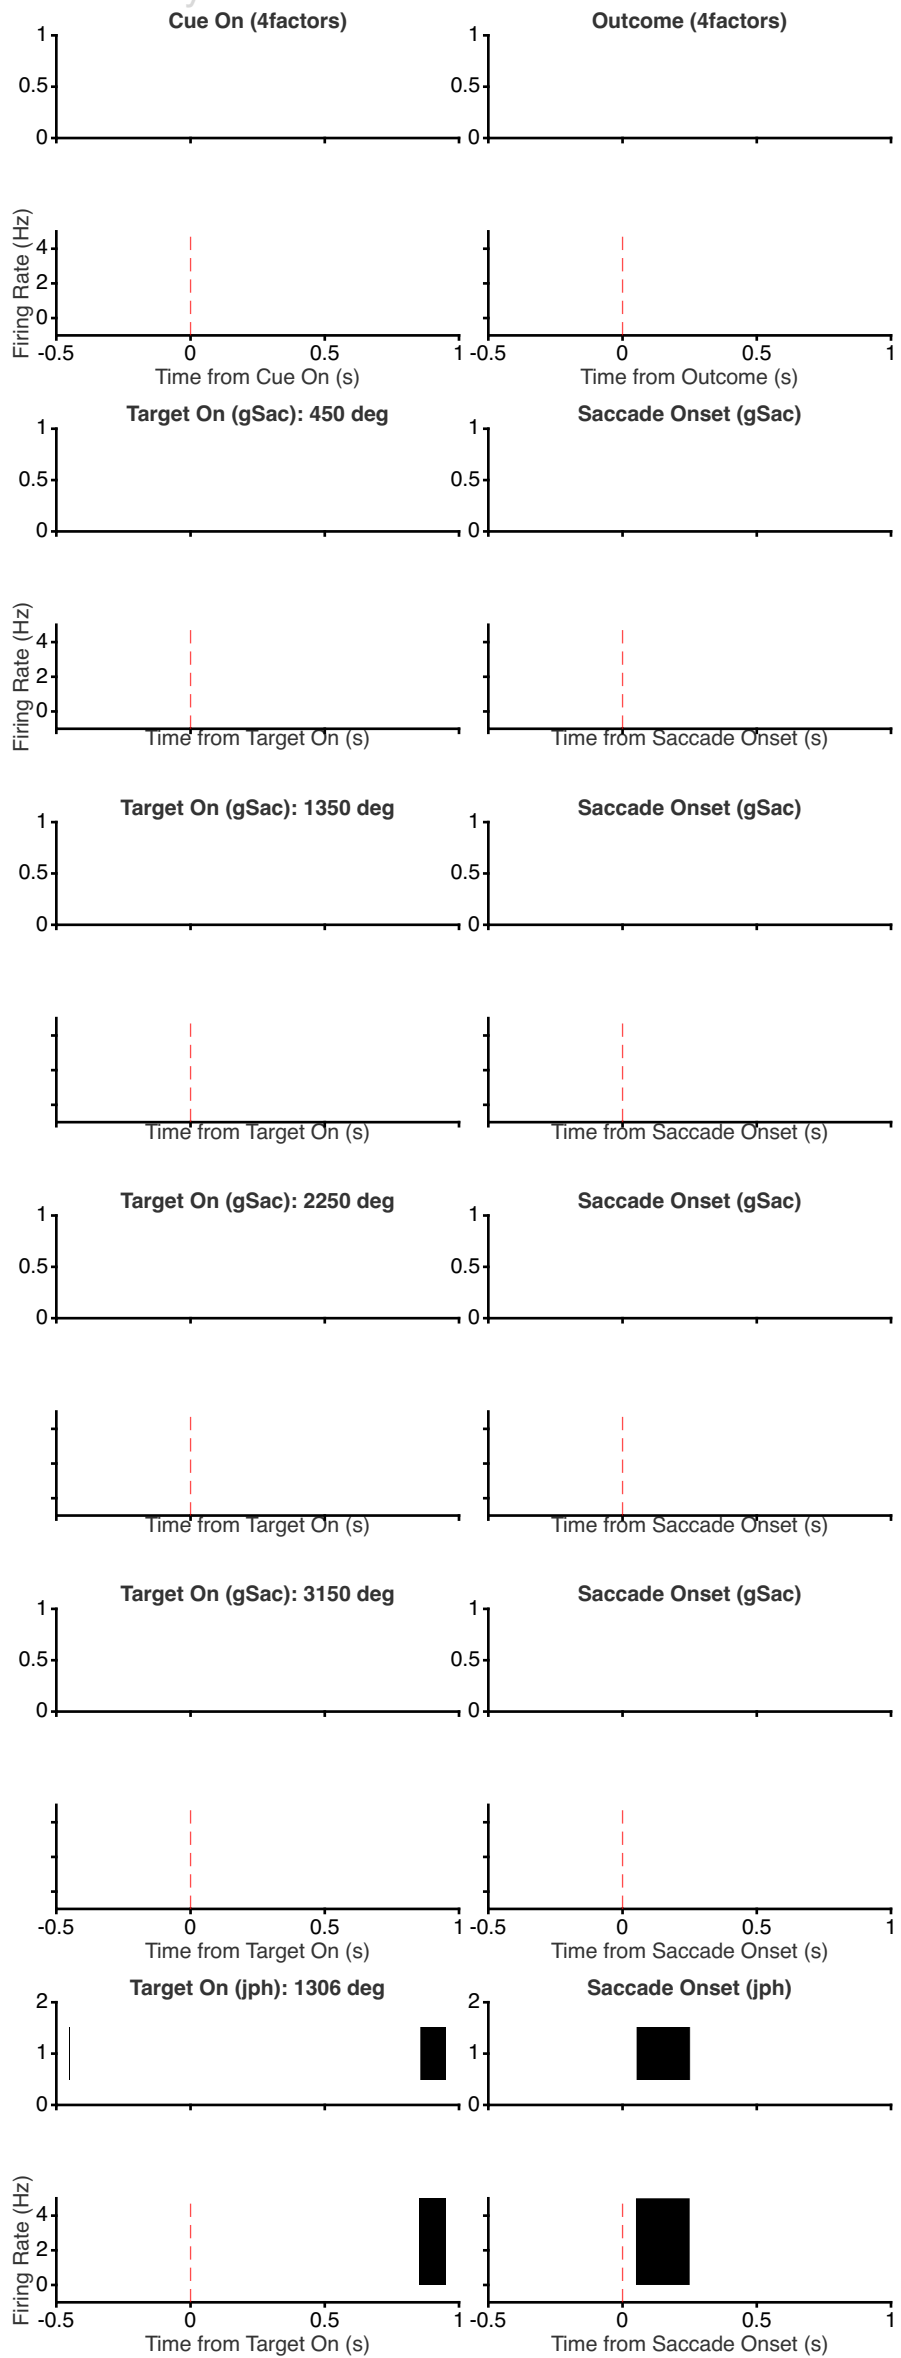 Cue On (4factors) Outcome (4factors)
1 1
0.5 0.5
0 0
Firing Rate (Hz)
4
2
0
-0.5 0 0.5 1 -0.5 0 0.5 1
Time from Cue On (s) Time from Outcome (s)
Target On (gSac): 450 deg Saccade Onset (gSac)
1 1
0.5 0.5
0 0
Firing Rate (Hz)
4
2
0
Time from Target On (s) Time from Saccade Onset (s)
Target On (gSac): 1350 deg Saccade Onset (gSac)
1 1
0.5 0.5
0 0
Time from Target On (s) Time from Saccade Onset (s)
Target On (gSac): 2250 deg Saccade Onset (gSac)
1 1
0.5 0.5
0 0
Time from Target On (s) Time from Saccade Onset (s)
Target On (gSac): 3150 deg Saccade Onset (gSac)
1 1
0.5 0.5
0 0
-0.5 0 0.5 1 -0.5 0 0.5 1
Time from Target On (s) Time from Saccade Onset (s)
Target On (jph): 1306 deg Saccade Onset (jph)
2 2
1 1
0 0
Firing Rate (Hz)
4
2
0
-0.5 0 0.5 1 -0.5 0 0.5 1
Time from Target On (s) Time from Saccade Onset (s)